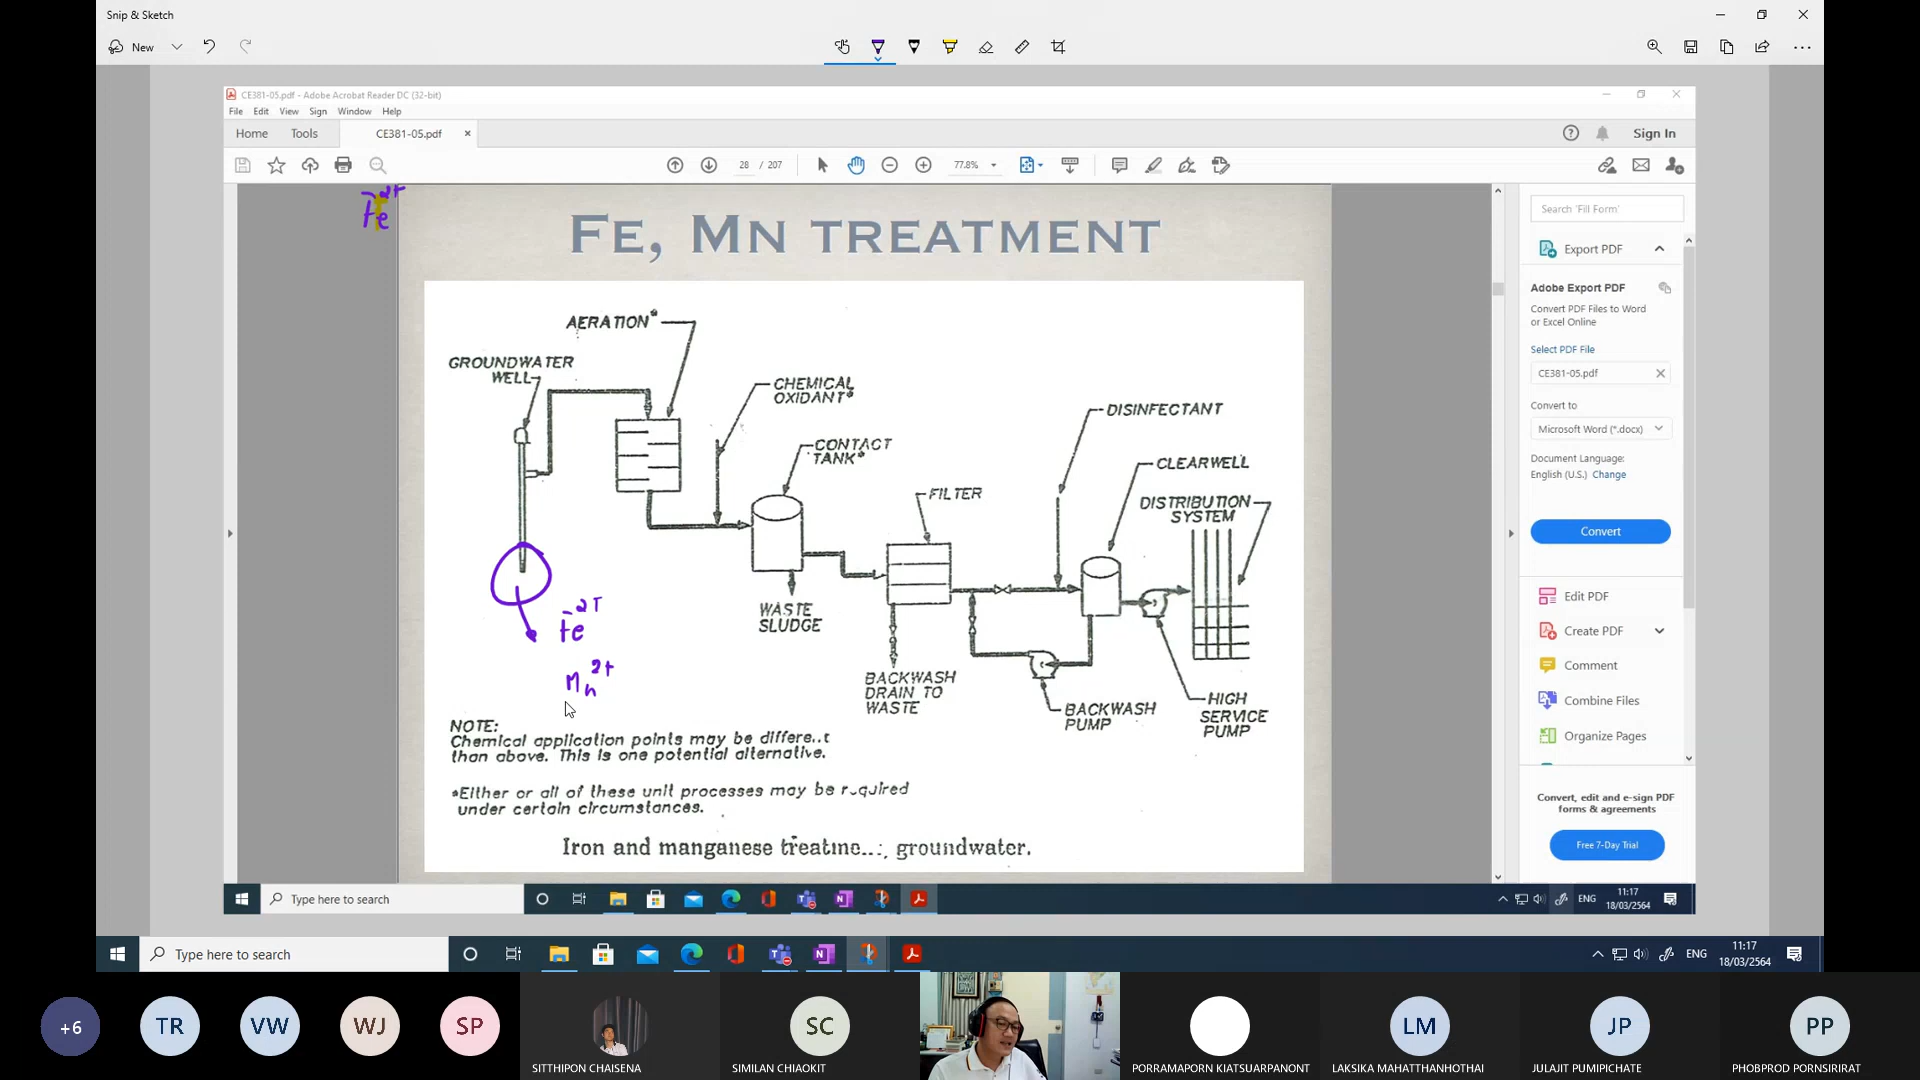 Snip & Sketch
New
CE381-05.pdf - Adobe Acrobat Reader DC (32-bit)
File Edit View Sign Window Help
Home Tools CE381-05.pdf × Sign In
28 / 207 77.8%
Fe 2+
FE, MN TREATMENT
AERATION*
GROUNDWATER
WELL
CHEMICAL
OXIDANT*
CONTACT
TANK*
FILTER
DISINFECTANT
CLEARWELL
DISTRIBUTION
SYSTEM
WASTE
SLUDGE
BACKWASH
DRAIN TO
WASTE
BACKWASH
PUMP
HIGH
SERVICE
PUMP
Fe 2+
Mn 2+
NOTE:
Chemical application points may be
than above. This is one potential alternative.
*Either or all of these unit processes may be
under certain circumstances.
Iron and manganese groundwater.
Search 'Fill Form'
Export PDF
Adobe Export PDF
Convert PDF Files to Word
or Excel Online
Select PDF File
CE381-05.pdf
Convert to
Microsoft Word (*.docx)
Document Language:
English (U.S.) Change
Convert
Edit PDF
Create PDF
Comment
Combine Files
Organize Pages
Convert, edit and e-sign PDF
forms & agreements
Free 7-Day Trial
Type here to search
ENG
11:17
18/03/2564
Type here to search
ENG
11:17
18/03/2564
+6 TR VW WJ SP SC LM JP PP
SITTHIPON CHAISENA SIMILAN CHIAOKIT PORRAMAPORN KIATSUARPANONT LAKSIKA MAHATTHANHOTHAI JULAJIT PUMIPICHATE PHOBPROD PORNSIRIRAT